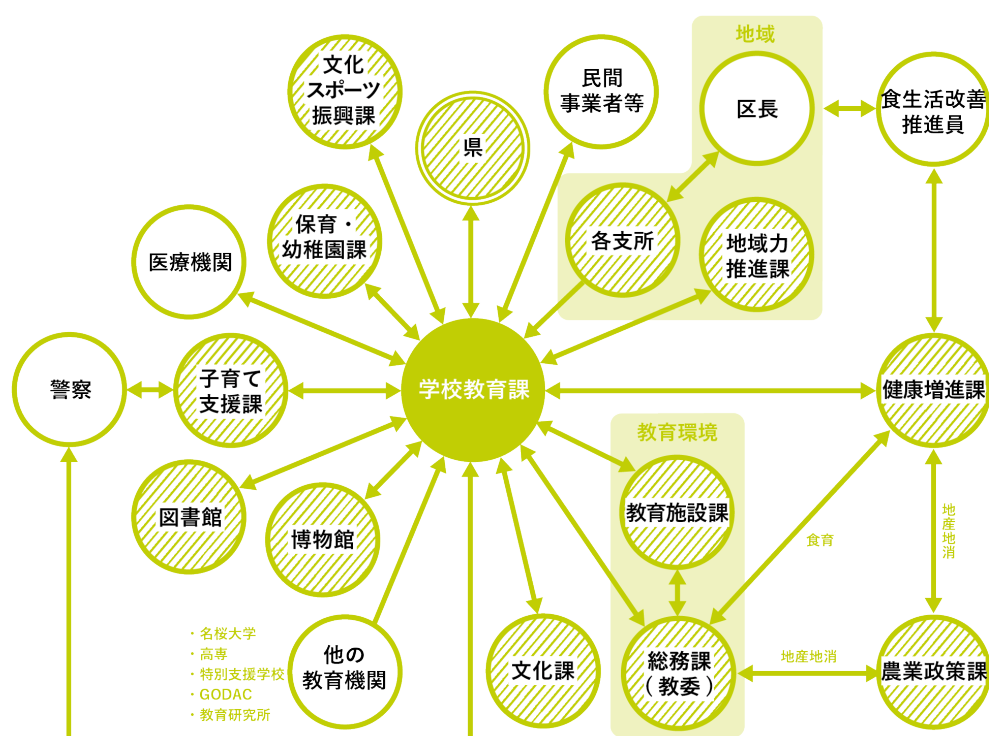 地域
文化
スポーツ
振興課
県
民間
事業者等
区長
食生活改善
推進員
医療機関
保育・
幼稚園課
各支所
地域力
推進課
警察
子育て
支援課
学校教育課
健康増進課
教育環境
図書館
博物館
教育施設課
食育
地産地消
・名桜大学
・高専
・特別支援学校
・GODAC
・教育研究所
他の
教育機関
文化課
総務課
（教委）
地産地消
農業政策課